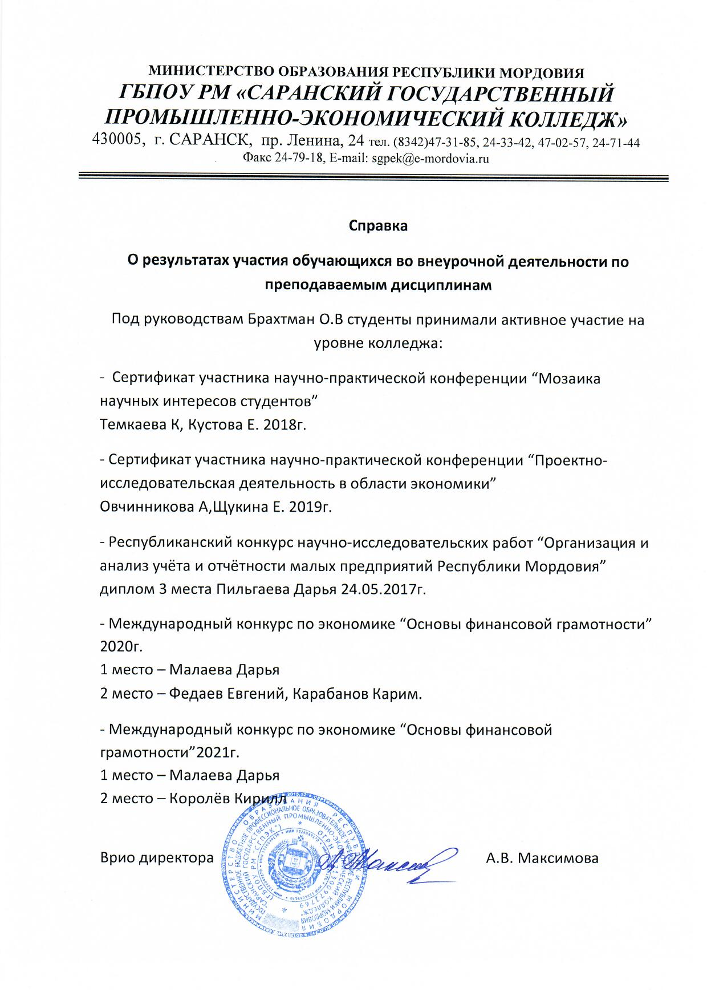 МИНИСТЕРСТВО ОБРАЗОВАНИЯ РЕСПУБЛИКИ МОРДОВИЯ
ГБПОУ РМ «САРАНСКИЙ ГОСУДАРСТВЕННЫЙ
ПРОМЫШЛЕННО-ЭКОНОМИЧЕСКИЙ КОЛЛЕДЖ»
430005, г. САРАНСК, пр. Ленина, 24 тел. (8342)47-31-85, 24-33-42, 47-02-57, 24-71-44
Факс 24-79-18, E-mail: sgpek@e-mordovia.ru
Справка
О результатах участия обучающихся во внеурочной деятельности по
преподаваемым дисциплинам
Под руководствам Брахтман О.В студенты принимали активное участие на
уровне колледжа:
- Сертификат участника научно-практической конференции “Мозаика
научных интересов студентов”
Темкаева К, Кустова Е. 2018г.
- Сертификат участника научно-практической конференции “Проектно-
исследовательская деятельность в области экономики”
Овчинникова А,Щукина Е. 2019г.
- Республиканский конкурс научно-исследовательских работ “Организация и
анализ учёта и отчётности малых предприятий Республики Мордовия”
диплом 3 места Пильгаева Дарья 24.05.2017г.
- Международный конкурс по экономике “Основы финансовой грамотности”
2020г.
1 место – Малаева Дарья
2 место – Федаев Евгений, Карабанов Карим.
- Международный конкурс по экономике “Основы финансовой
грамотности”2021г.
1 место – Малаева Дарья
2 место – Королёв Кирилл
Врио директора А.В. Максимова
МИНИСТЕРСТВО ОБРАЗОВАНИЯ РЕСПУБЛИКИ МОРДОВИЯ